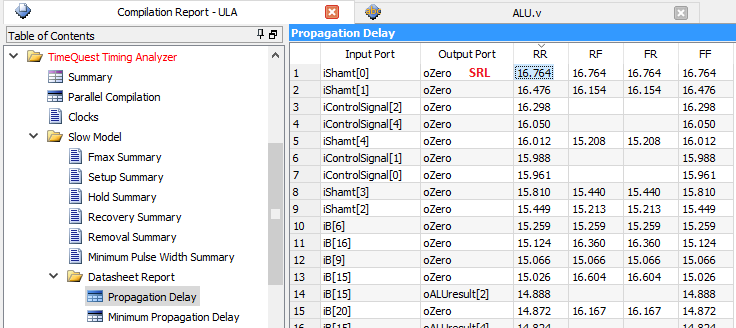 Compilation Report - ULA
ALU.v
Table of Contents
Propagation Delay
TimeQuest Timing Analyzer
Summary
Parallel Compilation
Clocks
Slow Model
Fmax Summary
Setup Summary
Hold Summary
Recovery Summary
Removal Summary
Minimum Pulse Width Summary
Datasheet Report
Propagation Delay
Minimum Propagation Delay
Input Port Output Port RR RF FR FF
1 iShamt[0] oZero SRL 16.764 16.764 16.764 16.764
2 iShamt[1] oZero 16.476 16.154 16.154 16.476
3 iControlSignal[2] oZero 16.298 16.298
4 iControlSignal[4] oZero 16.050 16.050
5 iShamt[4] oZero 16.012 15.208 15.208 16.012
6 iControlSignal[1] oZero 15.988 15.988
7 iControlSignal[0] oZero 15.961 15.961
8 iShamt[3] oZero 15.810 15.440 15.440 15.810
9 iShamt[2] oZero 15.449 15.213 15.213 15.449
10 iB[6] oZero 15.259 15.259 15.259 15.259
11 iB[16] oZero 15.124 16.360 16.360 15.124
12 iB[9] oZero 15.066 15.066 15.066 15.066
13 iB[15] oZero 15.026 16.604 16.604 15.026
14 iB[15] oALUresult[2] 14.888 14.888
15 iB[20] oZero 14.872 16.167 16.167 14.872